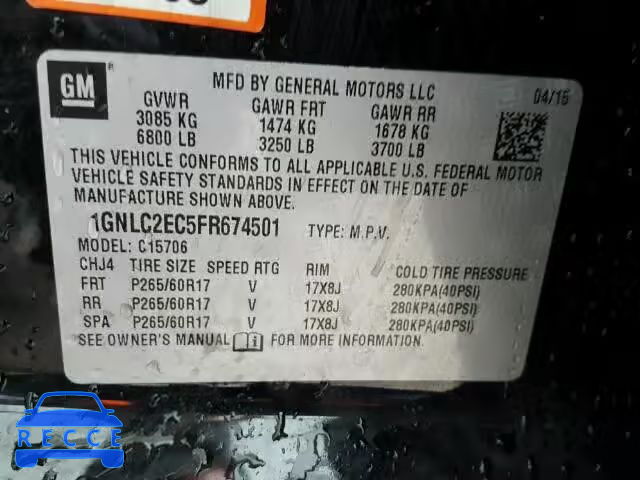 GM
MFD BY GENERAL MOTORS LLC
04/15
GVWR GAWR FRT GAWR RR
3085 KG 1474 KG 1678 KG
6800 LB 3250 LB 3700 LB
THIS VEHICLE CONFORMS TO ALL APPLICABLE U.S. FEDERAL MOTOR
VEHICLE SAFETY STANDARDS IN EFFECT ON THE DATE OF
MANUFACTURE SHOWN ABOVE.
1GNLC2EC5FR674501 TYPE: M.P.V.
MODEL: C15706
CHJ4 TIRE SIZE SPEED RTG RIM COLD TIRE PRESSURE
FRT P265/60R17 V 17X8J 280KPA(40PSI)
RR P265/60R17 V 17X8J 280KPA(40PSI)
SPA P265/60R17 V 17X8J 280KPA(40PSI)
SEE OWNER'S MANUAL FOR MORE INFORMATION.
RECCE